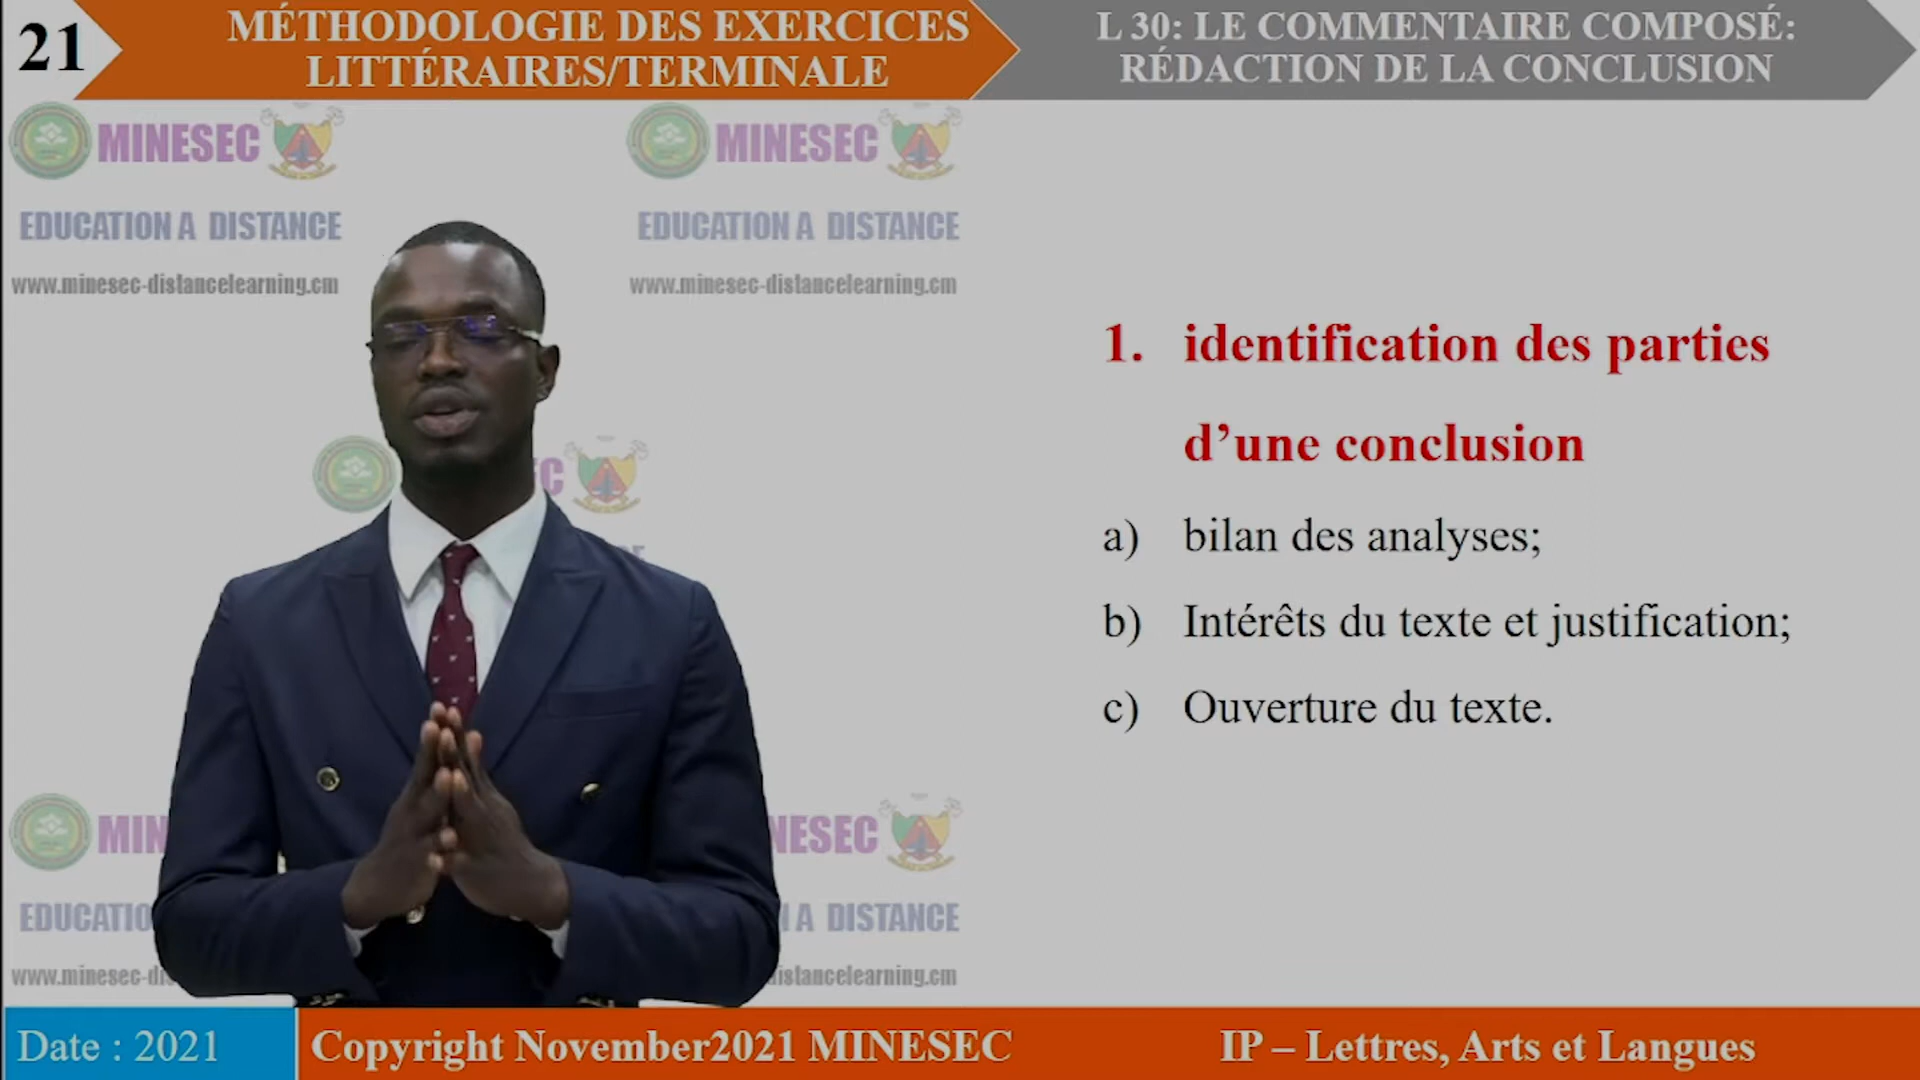 21
MÉTHODOLOGIE DES EXERCICES
LITTÉRAIRES/TERMINALE
L 30: LE COMMENTAIRE COMPOSÉ:
RÉDACTION DE LA CONCLUSION
MINESEC
MINESEC
EDUCATION A DISTANCE
EDUCATION A DISTANCE
www.minesec-distancelearning.cm
www.minesec-distancelearning.cm
1. identification des parties
d’une conclusion
a) bilan des analyses;
b) Intérêts du texte et justification;
c) Ouverture du texte.
Date : 2021
Copyright November2021 MINESEC
IP – Lettres, Arts et Langues